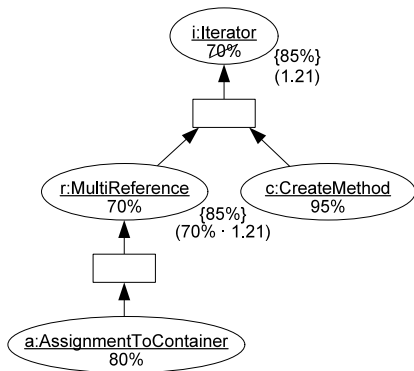 i:Iterator
70%
{85%}
(1.21)
r:MultiReference
70%
{85%}
(70% · 1.21)
c:CreateMethod
95%
a:AssignmentToContainer
80%